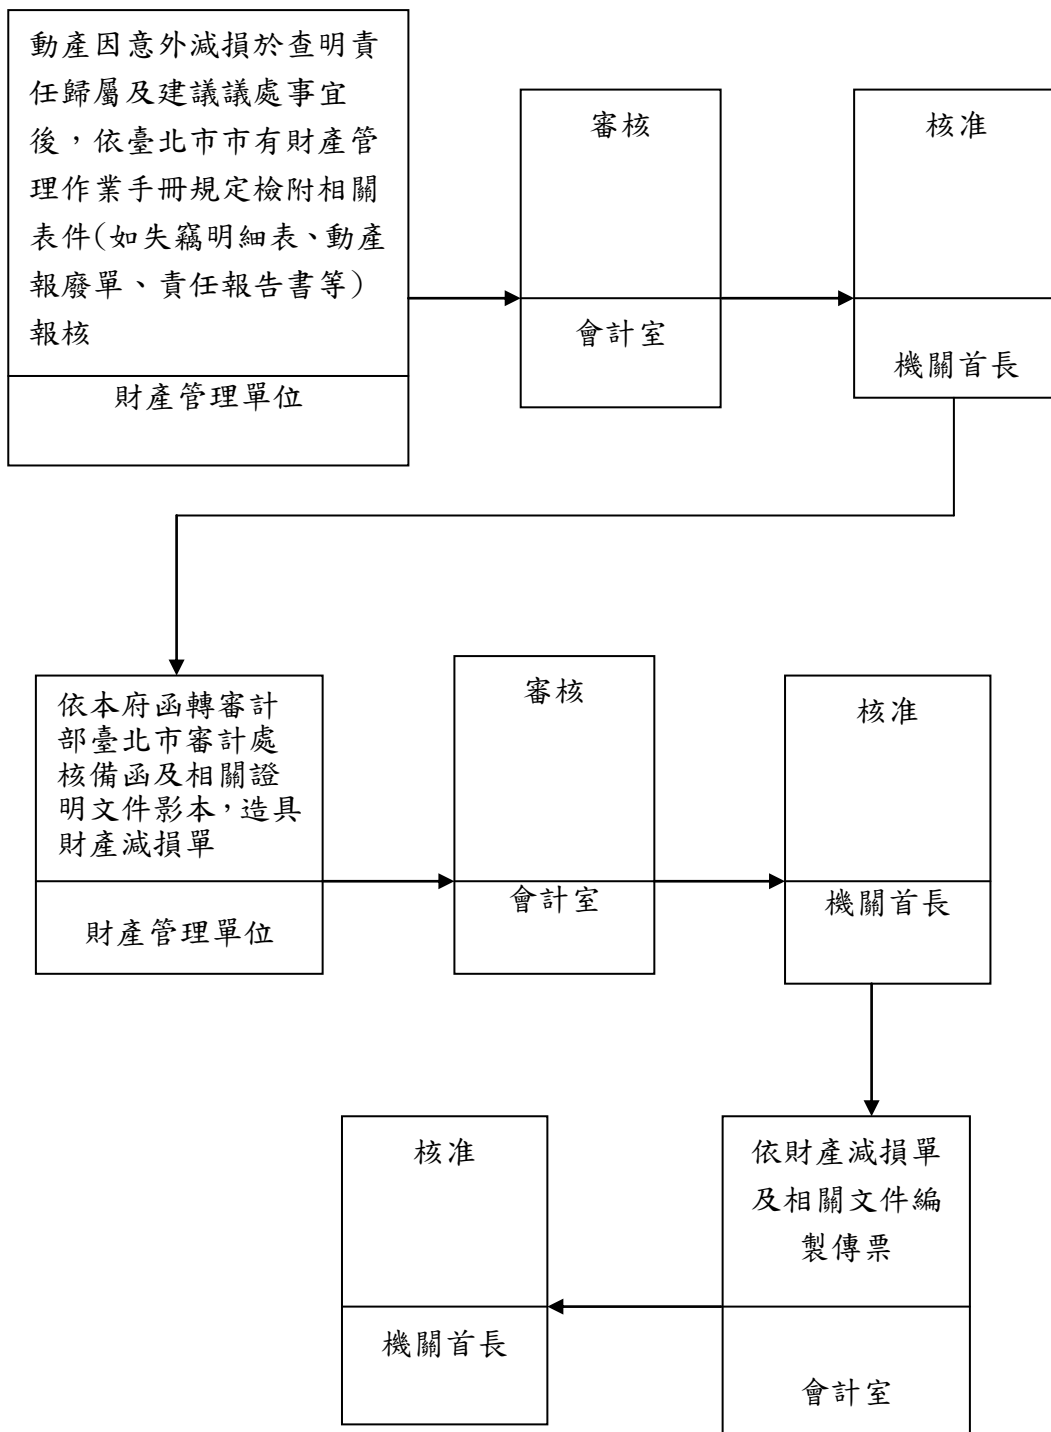 動產因意外減損於查明責
任歸屬及建議議處事宜
後，依臺北市市有財產管
理作業手冊規定檢附相關
表件(如失竊明細表、動產
報廢單、責任報告書等)
報核
財產管理單位
審核
會計室
核准
機關首長
依本府函轉審計
部臺北市審計處
核備函及相關證
明文件影本，造具
財產減損單
財產管理單位
審核
會計室
核准
機關首長
依財產減損單
及相關文件編
製傳票
會計室
核准
機關首長